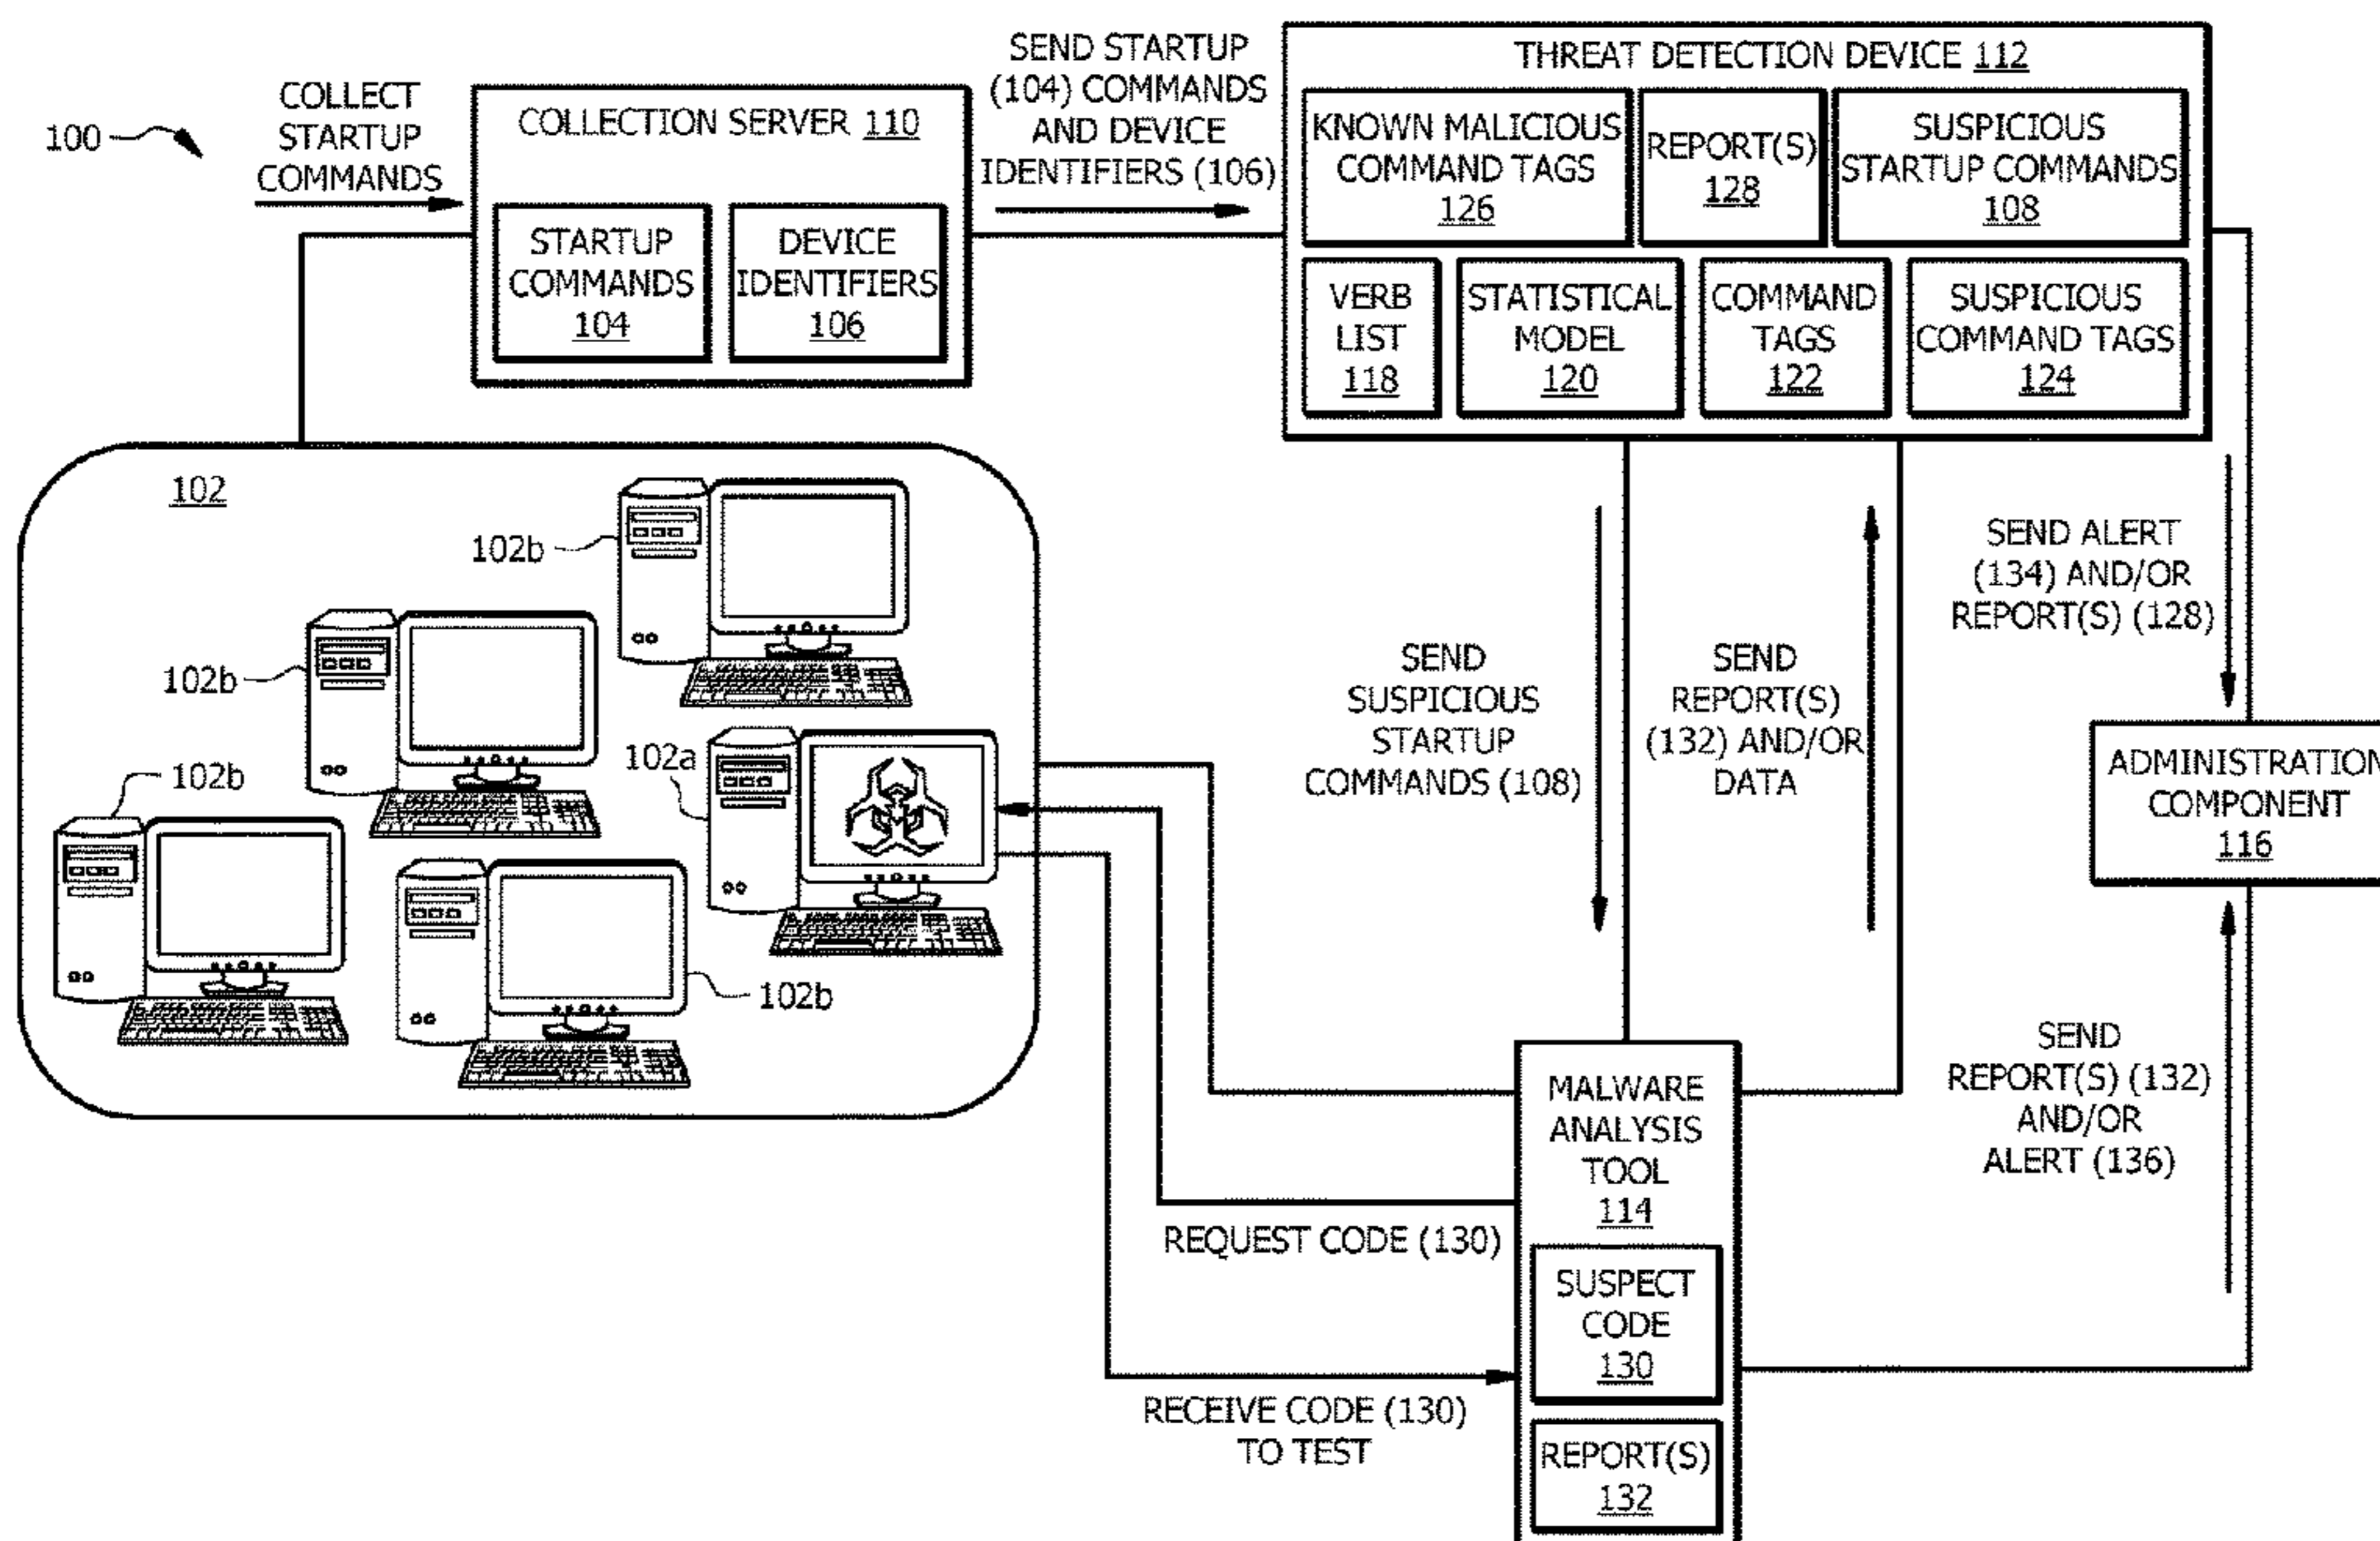 100
COLLECT
STARTUP
COMMANDS
COLLECTION SERVER 110
STARTUP
COMMANDS
104
DEVICE
IDENTIFIERS
106
SEND STARTUP
(104) COMMANDS
AND DEVICE
IDENTIFIERS (106)
THREAT DETECTION DEVICE 112
KNOWN MALICIOUS
COMMAND TAGS
126
REPORT(S)
128
SUSPICIOUS
STARTUP COMMANDS
108
VERB
LIST
118
STATISTICAL
MODEL
120
COMMAND
TAGS
122
SUSPICIOUS
COMMAND TAGS
124
102
102b
102b
102a
102b
102b
SEND
SUSPICIOUS
STARTUP
COMMANDS (108)
SEND
REPORT(S)
(132) AND/OR
DATA
SEND ALERT
(134) AND/OR
REPORT(S) (128)
ADMINISTRATION
COMPONENT
116
REQUEST CODE (130)
RECEIVE CODE (130)
TO TEST
MALWARE
ANALYSIS
TOOL
114
SUSPECT
CODE
130
REPORT(S)
132
SEND
REPORT(S) (132)
AND/OR
ALERT (136)